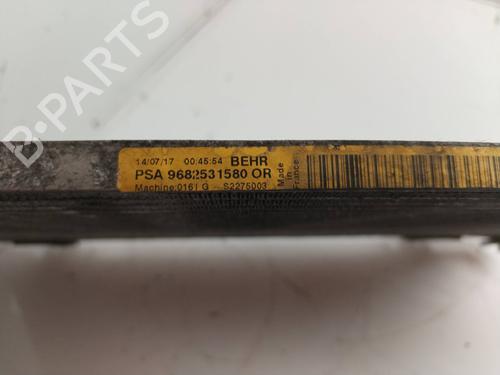 14/07/17 00:45:54 BEHR
PSA 9682531580 OR
Machine:0161 G - S2275003
Made
in
France
B-PARTS